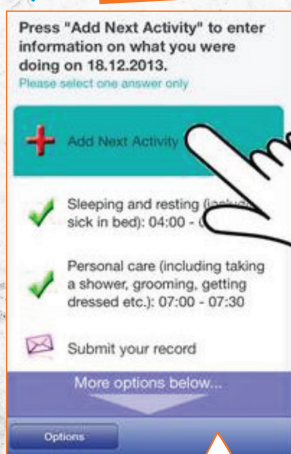 Press "Add Next Activity" to enter
information on what you were
doing on 18.12.2013.
Please select one answer only
Add Next Activity
Sleeping and resting
sick in bed): 04:00 -
Personal care (including taking
a shower, grooming, getting
dressed etc.): 07:00 - 07:30
Submit your record
More options below...
Options